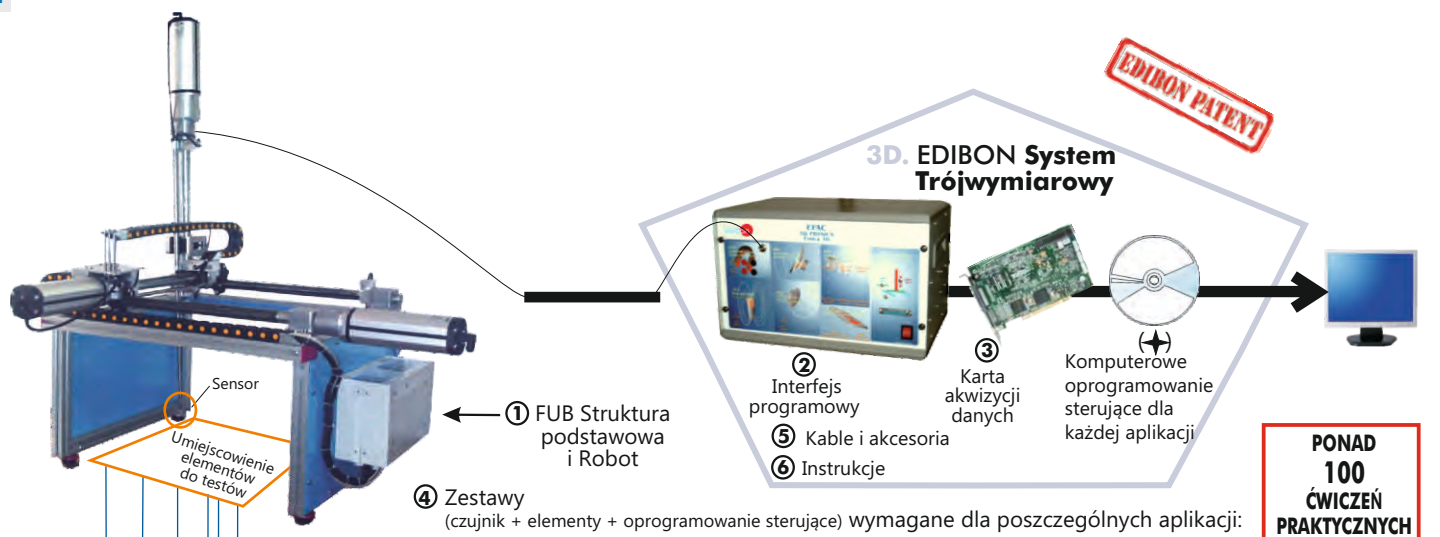 EDIBON PATENT
3D. EDIBON System
Trójwymiarowy
EFAC
Sensor
Umiejscowienie
elementów
do testów
① FUB Struktura
podstawowa
i Robot
②
Interfejs
programowy
③
Karta
akwizycji
danych
(✦)
Komputerowe
oprogramowanie
sterujące dla
każdej aplikacji
⑤ Kable i akcesoria
⑥ Instrukcje
④ Zestawy
(czujnik + elementy + oprogramowanie sterujące) wymagane dla poszczególnych aplikacji:
PONAD
100
ĆWICZEŃ
PRAKTYCZNYCH